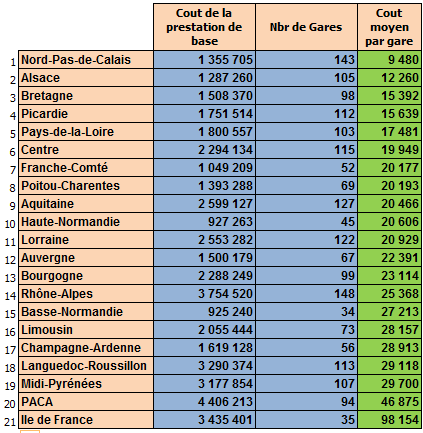 Cout de la prestation de base Nbr de Gares Cout moyen par gare
1 Nord-Pas-de-Calais 1 355 705 143 9 480
2 Alsace 1 287 260 105 12 260
3 Bretagne 1 508 370 98 15 392
4 Picardie 1 751 514 112 15 639
5 Pays-de-la-Loire 1 800 557 103 17 481
6 Centre 2 294 134 115 19 949
7 Franche-Comté 1 049 209 52 20 177
8 Poitou-Charentes 1 393 288 69 20 193
9 Aquitaine 2 599 127 127 20 466
10 Haute-Normandie 927 263 45 20 606
11 Lorraine 2 553 282 122 20 929
12 Auvergne 1 500 179 67 22 391
13 Bourgogne 2 288 249 99 23 114
14 Rhône-Alpes 3 754 520 148 25 368
15 Basse-Normandie 925 240 34 27 213
16 Limousin 2 055 444 73 28 157
17 Champagne-Ardenne 1 619 128 56 28 913
18 Languedoc-Roussillon 3 290 374 113 29 118
19 Midi-Pyrénées 3 177 854 107 29 700
20 PACA 4 406 213 94 46 875
21 Ile de France 3 435 401 35 98 154